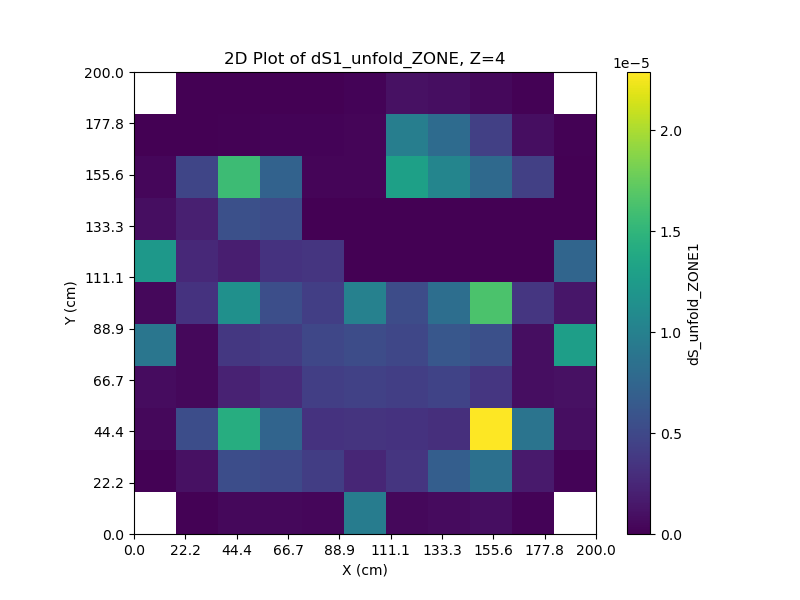 2D Plot of dS1_unfold_ZONE, Z=4
1e−5
200.0
177.8
155.6
133.3
111.1
88.9
66.7
44.4
22.2
0.0
Y (cm)
0.0 22.2 44.4 66.7 88.9 111.1 133.3 155.6 177.8 200.0
X (cm)
2.0
1.5
1.0
0.5
0.0
dS_unfold_ZONE1